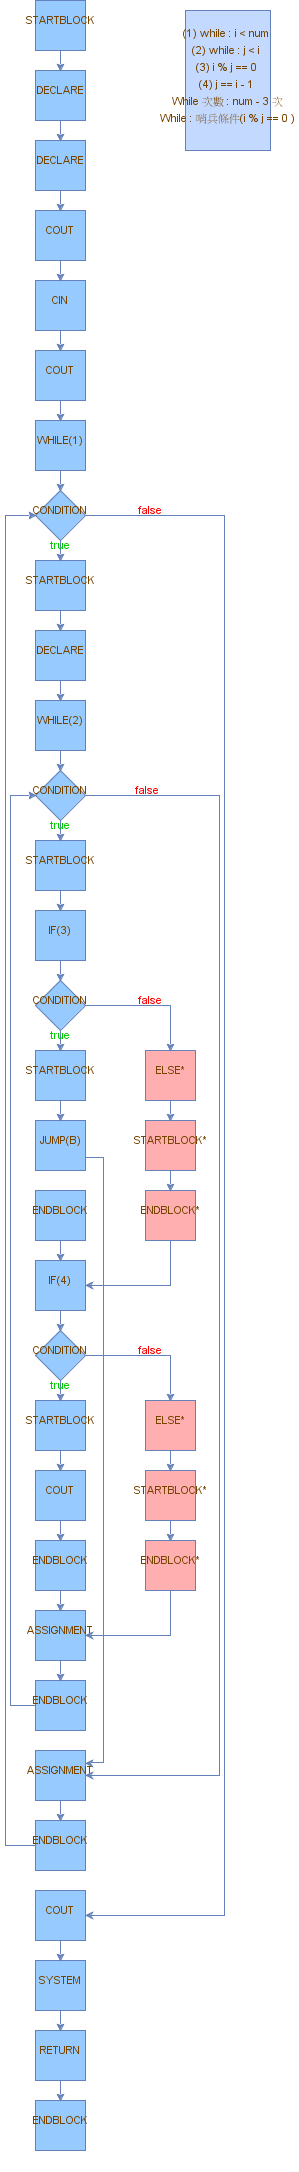 STARTBLOCK
(1) while : i < num
(2) while : j < i
(3) i % j == 0
(4) j == i - 1
While 次數 : num - 3 次
While : 哨兵條件(i % j == 0 )
DECLARE
DECLARE
COUT
CIN
COUT
WHILE(1)
CONDITION
false
true
STARTBLOCK
DECLARE
WHILE(2)
CONDITION
false
true
STARTBLOCK
IF(3)
CONDITION
false
true
STARTBLOCK
ELSE*
JUMP(B)
STARTBLOCK*
ENDBLOCK
ENDBLOCK*
IF(4)
CONDITION
false
true
STARTBLOCK
ELSE*
COUT
STARTBLOCK*
ENDBLOCK
ENDBLOCK*
ASSIGNMENT
ENDBLOCK
ASSIGNMENT
ENDBLOCK
COUT
SYSTEM
RETURN
ENDBLOCK